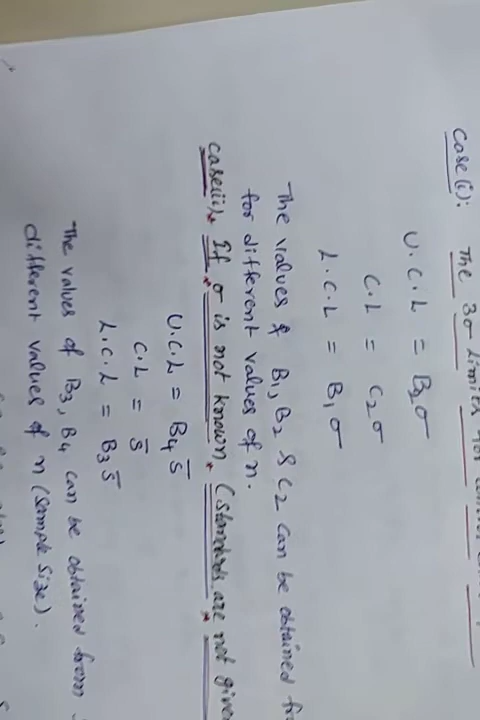 Case(i): The 3σ Limits for
U.C.L = B2σ
C.L = C2σ
L.C.L = B1σ
The values of B1, B2 & C2 can be obtained
for different values of n.
case(ii). If σ is not known. (Standards are not given
U.C.L = B4 s̄
C.L = s̄
L.C.L = B3 s̄
The values of B3, B4 can be obtained from
different values of n (Sample Size).